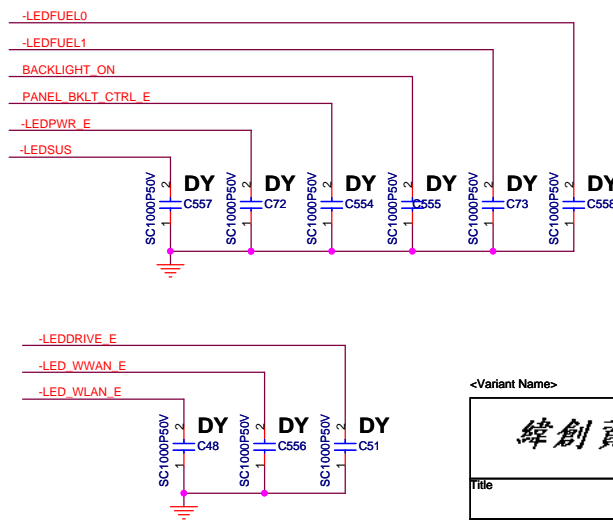 -LEDFUEL0
-LEDFUEL1
BACKLIGHT_ON
PANEL_BKLT_CTRL_E
-LEDPWR_E
-LEDSUS
SC1000P50V 2 1 DY C557
SC1000P50V 2 1 DY C72
SC1000P50V 2 1 DY C554
SC1000P50V 2 1 DY C555
SC1000P50V 2 1 DY C73
SC1000P50V 2 1 DY C558
-LEDDRIVE_E
-LED_WWAN_E
-LED_WLAN_E
SC1000P50V 2 1 DY C48
SC1000P50V 2 1 DY C556
SC1000P50V 2 1 DY C51
<Variant Name>
緯創
Title